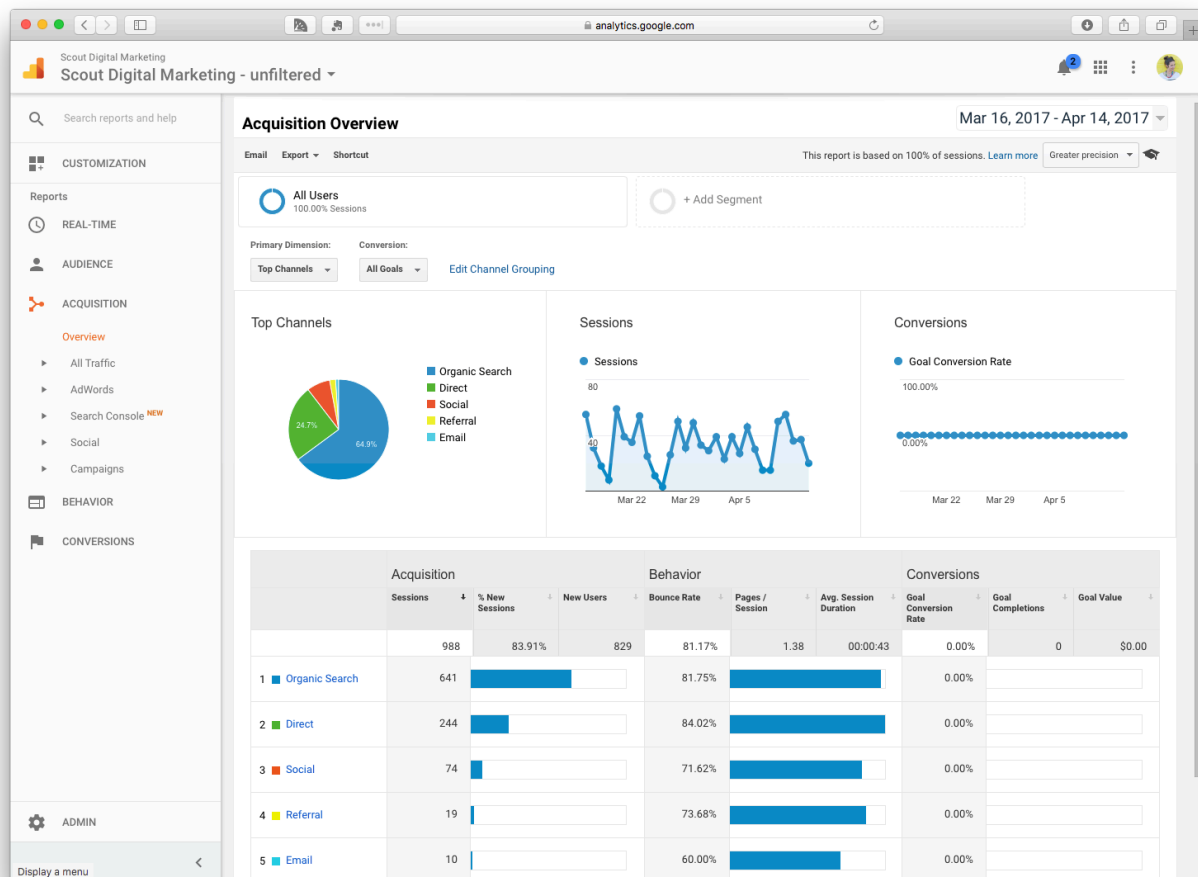 analytics.google.com
Scout Digital Marketing
Scout Digital Marketing - unfiltered
2
Search reports and help
CUSTOMIZATION
Reports
REAL-TIME
AUDIENCE
ACQUISITION
Overview
All Traffic
AdWords
Search Console NEW
Social
Campaigns
BEHAVIOR
CONVERSIONS
ADMIN
Display a menu
Acquisition Overview
Mar 16, 2017 - Apr 14, 2017
Email Export Shortcut
This report is based on 100% of sessions. Learn more Greater precision
All Users
100.00% Sessions
+ Add Segment
Primary Dimension: Conversion:
Top Channels All Goals Edit Channel Grouping
Top Channels
24.7%
64.9%
Organic Search
Direct
Social
Referral
Email
Sessions
Sessions
80
40
Mar 22 Mar 29 Apr 5
Conversions
Goal Conversion Rate
100.00%
0.00%
Mar 22 Mar 29 Apr 5
Acquisition Behavior Conversions
Sessions % New Sessions New Users Bounce Rate Pages / Session Avg. Session Duration Goal Conversion Rate Goal Completions Goal Value
988 83.91% 829 81.17% 1.38 00:00:43 0.00% 0 $0.00
1 Organic Search 641 81.75% 0.00%
2 Direct 244 84.02% 0.00%
3 Social 74 71.62% 0.00%
4 Referral 19 73.68% 0.00%
5 Email 10 60.00% 0.00%